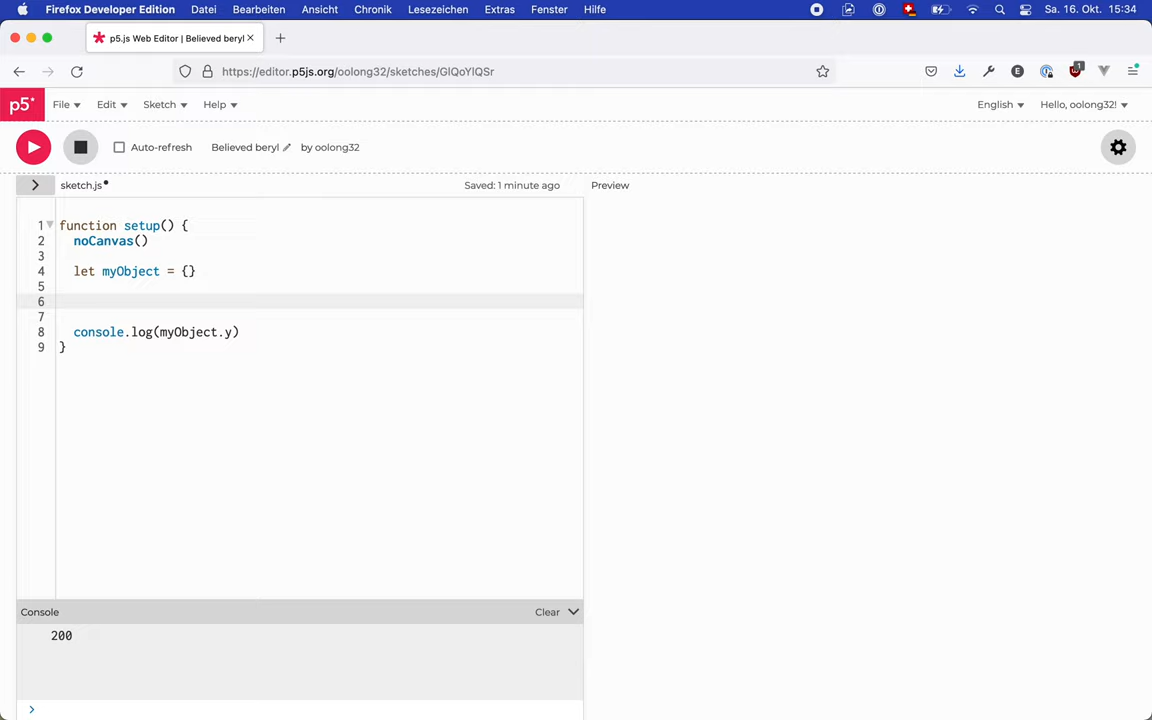 Firefox Developer Edition Datei Bearbeiten Ansicht Chronik Lesezeichen Extras Fenster Hilfe Sa. 16. Okt. 15:34
p5.js Web Editor | Believed beryl
https://editor.p5js.org/oolong32/sketches/GlQoYlQSr
p5* File Edit Sketch Help English Hello, oolong32!
Auto-refresh Believed beryl by oolong32
sketch.js Saved: 1 minute ago Preview
1 function setup() {
2 noCanvas()
3
4 let myObject = {}
5
6
7
8 console.log(myObject.y)
9 }
Console Clear
200
>